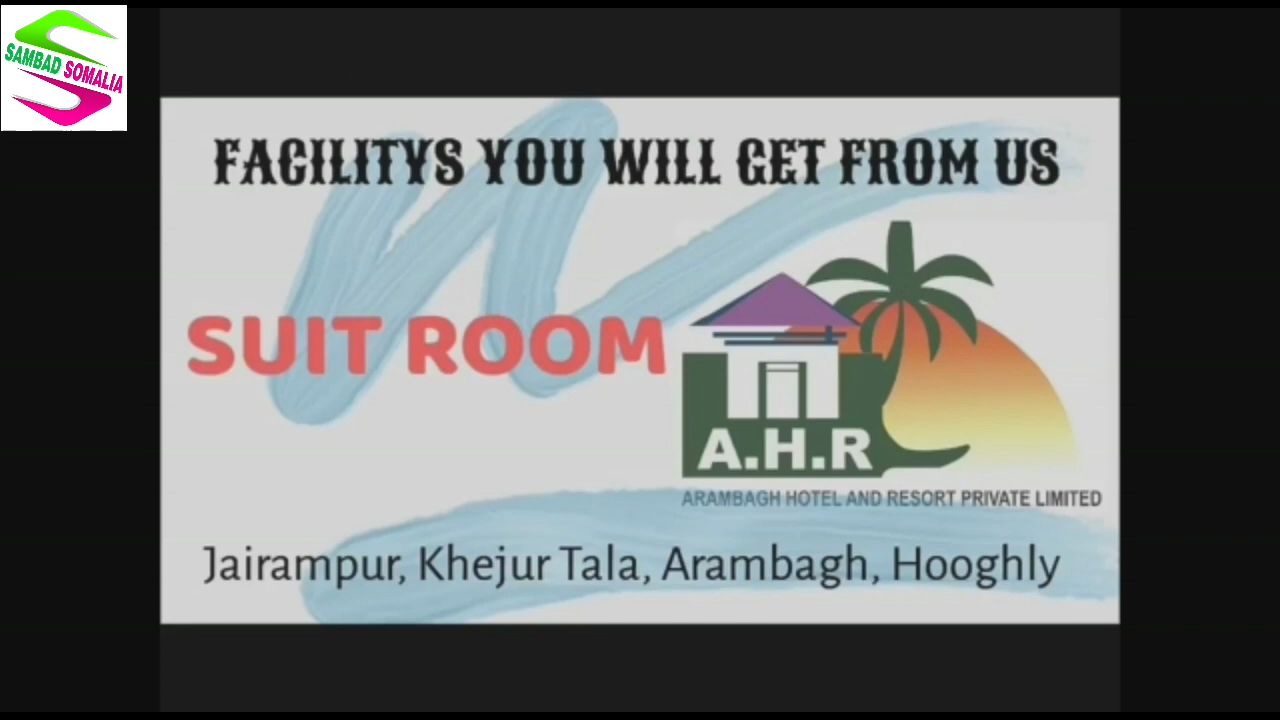 SAMBAD SOMALIA
FACILITYS YOU WILL GET FROM US
SUIT ROOM
A.H.R
ARAMBAGH HOTEL AND RESORT PRIVATE LIMITED
Jairampur, Khejur Tala, Arambagh, Hooghly